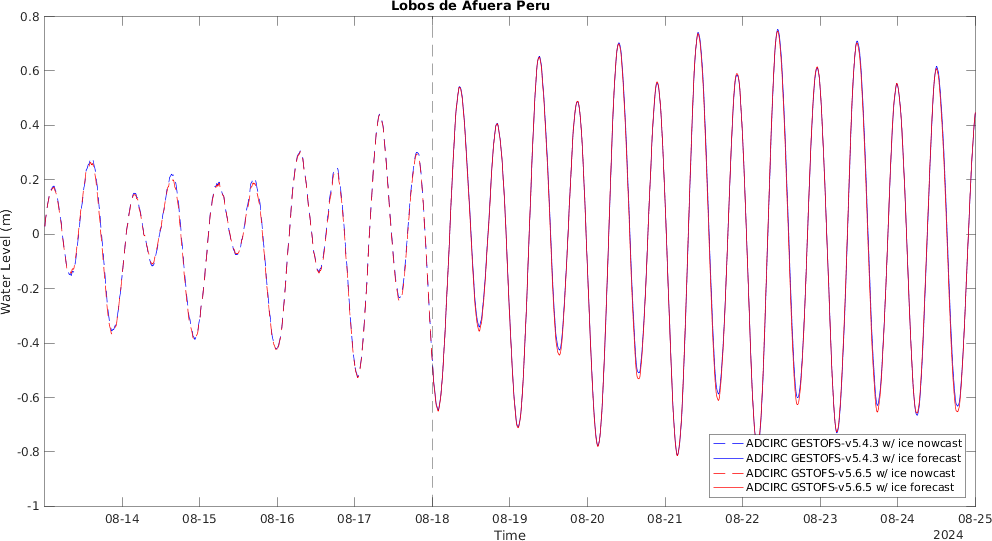 Lobos de Afuera Peru
0.8
0.6
0.4
0.2
0
-0.2
-0.4
-0.6
-0.8
-1
Water Level (m)
08-14 08-15 08-16 08-17 08-18 08-19 08-20 08-21 08-22 08-23 08-24 08-25
Time
2024
ADCIRC GESTOFS-v5.4.3 w/ ice nowcast
ADCIRC GESTOFS-v5.4.3 w/ ice forecast
ADCIRC GSTOFS-v5.6.5 w/ ice nowcast
ADCIRC GSTOFS-v5.6.5 w/ ice forecast